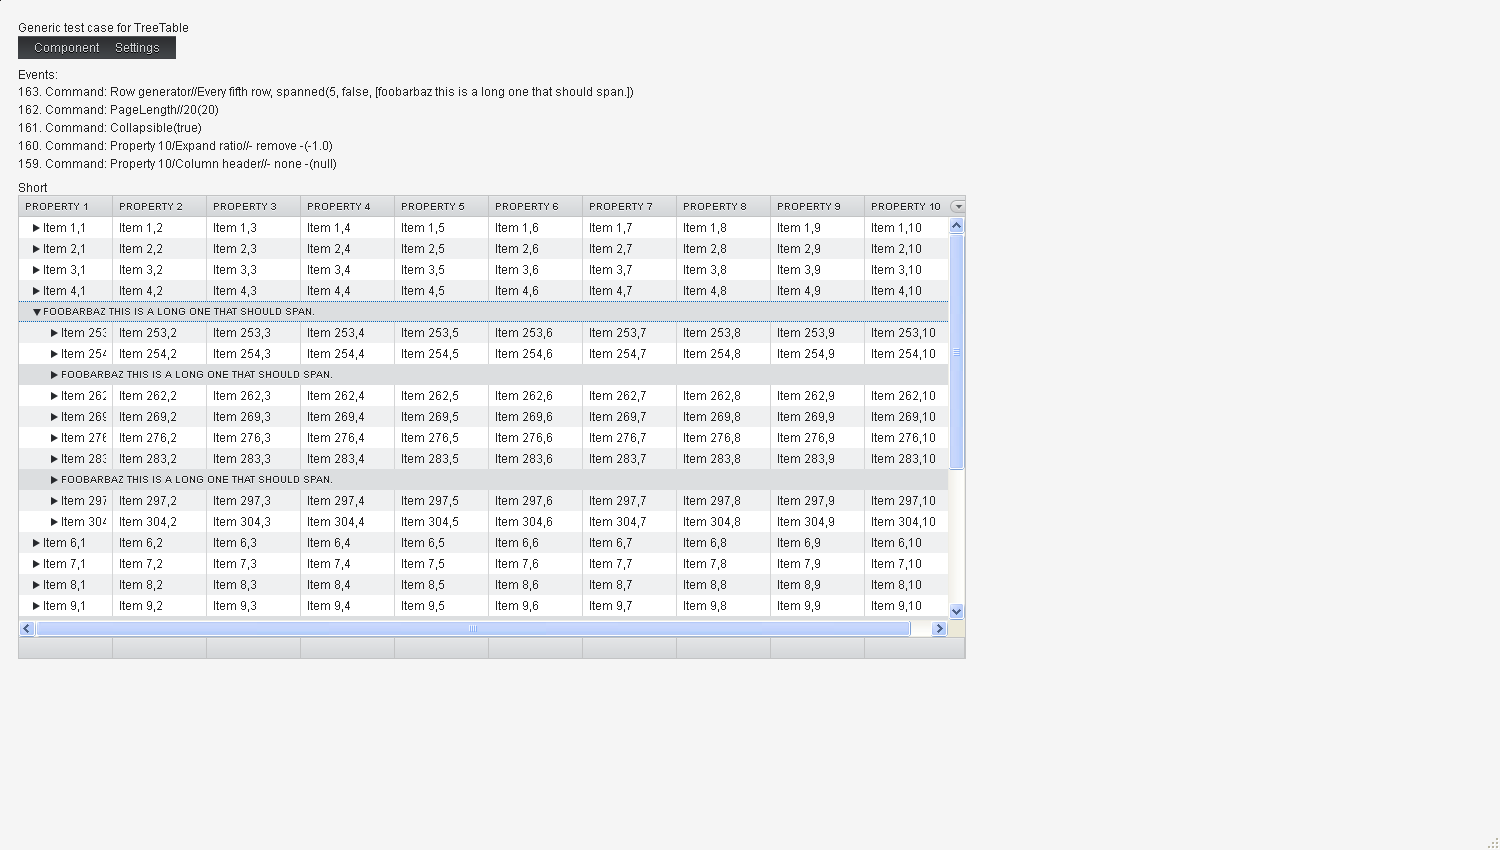 Generic test case for TreeTable
Component Settings
Events:
163. Command: Row generator//Every fifth row, spanned(5, false, [foobarbaz this is a long one that should span.])
162. Command: PageLength//20(20)
161. Command: Collapsible(true)
160. Command: Property 10/Expand ratio//- remove -(-1.0)
159. Command: Property 10/Column header//- none -(null)
Short
PROPERTY 1 PROPERTY 2 PROPERTY 3 PROPERTY 4 PROPERTY 5 PROPERTY 6 PROPERTY 7 PROPERTY 8 PROPERTY 9 PROPERTY 10
Item 1,1 Item 1,2 Item 1,3 Item 1,4 Item 1,5 Item 1,6 Item 1,7 Item 1,8 Item 1,9 Item 1,10
Item 2,1 Item 2,2 Item 2,3 Item 2,4 Item 2,5 Item 2,6 Item 2,7 Item 2,8 Item 2,9 Item 2,10
Item 3,1 Item 3,2 Item 3,3 Item 3,4 Item 3,5 Item 3,6 Item 3,7 Item 3,8 Item 3,9 Item 3,10
Item 4,1 Item 4,2 Item 4,3 Item 4,4 Item 4,5 Item 4,6 Item 4,7 Item 4,8 Item 4,9 Item 4,10
FOOBARBAZ THIS IS A LONG ONE THAT SHOULD SPAN.
Item 253 Item 253,2 Item 253,3 Item 253,4 Item 253,5 Item 253,6 Item 253,7 Item 253,8 Item 253,9 Item 253,10
Item 254 Item 254,2 Item 254,3 Item 254,4 Item 254,5 Item 254,6 Item 254,7 Item 254,8 Item 254,9 Item 254,10
FOOBARBAZ THIS IS A LONG ONE THAT SHOULD SPAN.
Item 262 Item 262,2 Item 262,3 Item 262,4 Item 262,5 Item 262,6 Item 262,7 Item 262,8 Item 262,9 Item 262,10
Item 269 Item 269,2 Item 269,3 Item 269,4 Item 269,5 Item 269,6 Item 269,7 Item 269,8 Item 269,9 Item 269,10
Item 276 Item 276,2 Item 276,3 Item 276,4 Item 276,5 Item 276,6 Item 276,7 Item 276,8 Item 276,9 Item 276,10
Item 283 Item 283,2 Item 283,3 Item 283,4 Item 283,5 Item 283,6 Item 283,7 Item 283,8 Item 283,9 Item 283,10
FOOBARBAZ THIS IS A LONG ONE THAT SHOULD SPAN.
Item 297 Item 297,2 Item 297,3 Item 297,4 Item 297,5 Item 297,6 Item 297,7 Item 297,8 Item 297,9 Item 297,10
Item 304 Item 304,2 Item 304,3 Item 304,4 Item 304,5 Item 304,6 Item 304,7 Item 304,8 Item 304,9 Item 304,10
Item 6,1 Item 6,2 Item 6,3 Item 6,4 Item 6,5 Item 6,6 Item 6,7 Item 6,8 Item 6,9 Item 6,10
Item 7,1 Item 7,2 Item 7,3 Item 7,4 Item 7,5 Item 7,6 Item 7,7 Item 7,8 Item 7,9 Item 7,10
Item 8,1 Item 8,2 Item 8,3 Item 8,4 Item 8,5 Item 8,6 Item 8,7 Item 8,8 Item 8,9 Item 8,10
Item 9,1 Item 9,2 Item 9,3 Item 9,4 Item 9,5 Item 9,6 Item 9,7 Item 9,8 Item 9,9 Item 9,10